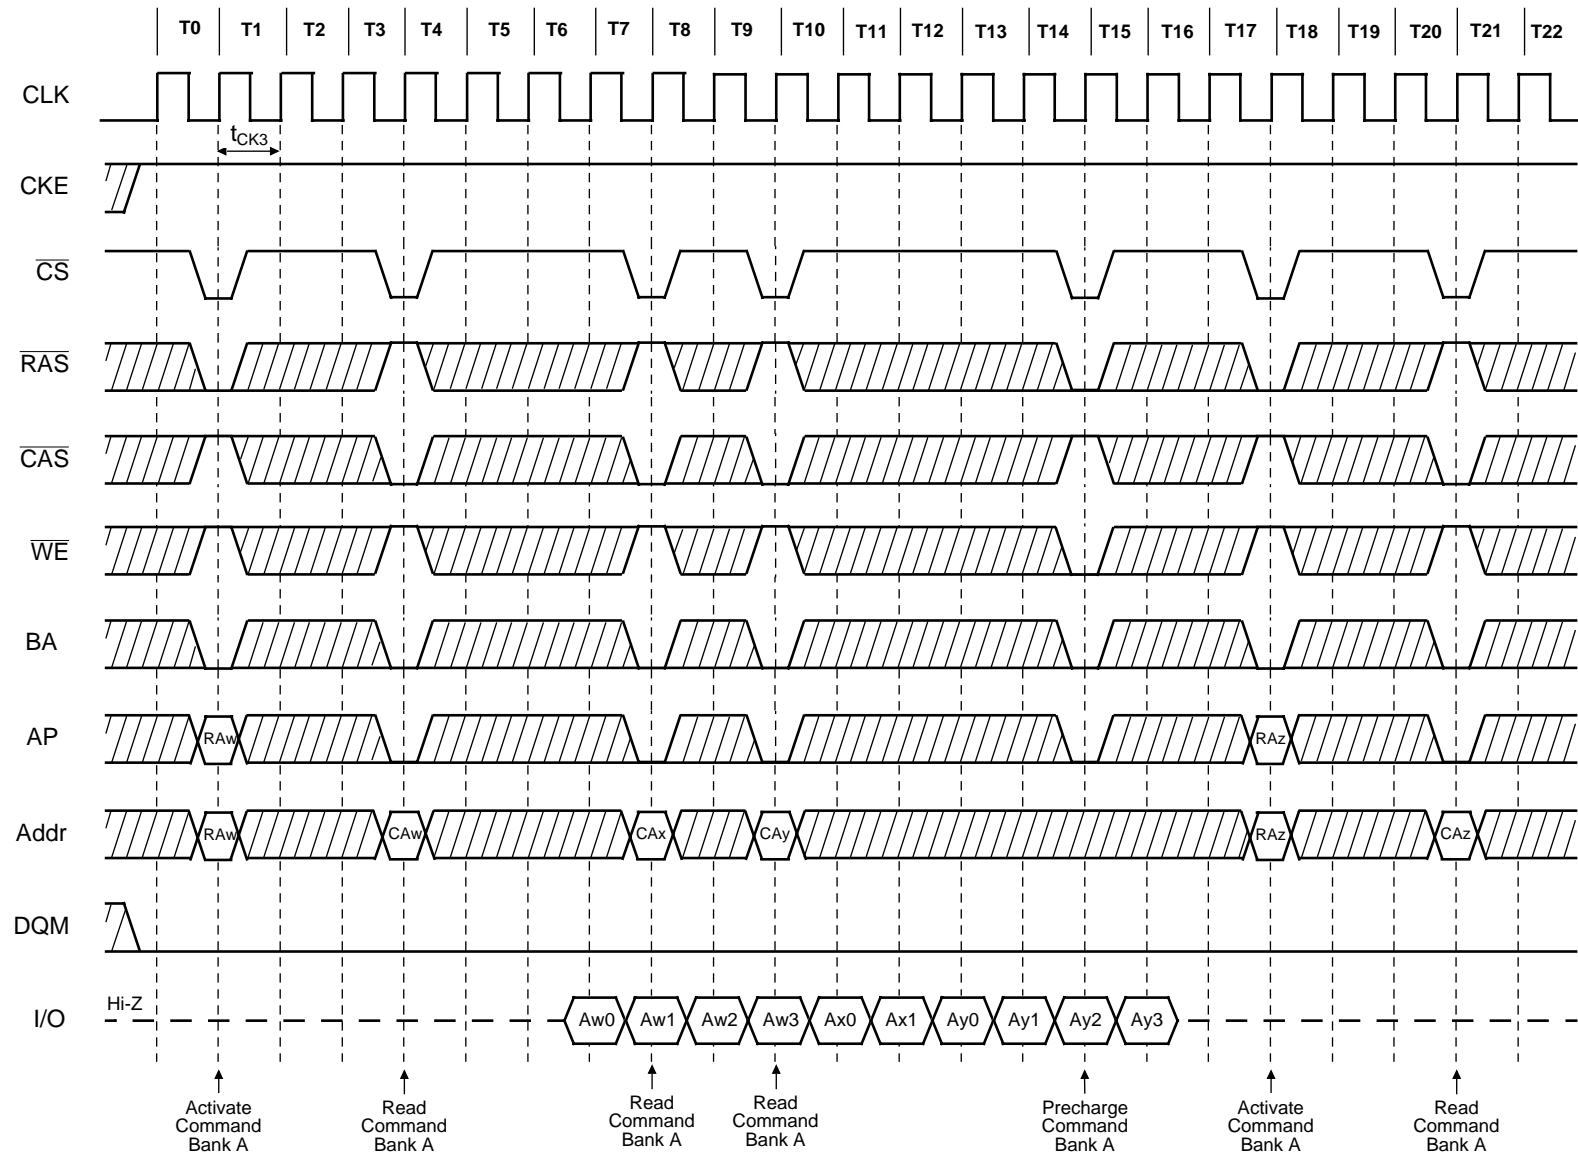 T0 T1 T2 T3 T4 T5 T6 T7 T8 T9 T10 T11 T12 T13 T14 T15 T16 T17 T18 T19 T20 T21 T22
CLK
tCK3
CKE
CS
RAS
CAS
WE
BA
AP RAw RAz
Addr RAw CAw CAx CAy RAz CAz
DQM
Hi-Z
I/O Aw0 Aw1 Aw2 Aw3 Ax0 Ax1 Ay0 Ay1 Ay2 Ay3
Activate
Command
Bank A
Read
Command
Bank A
Read
Command
Bank A
Read
Command
Bank A
Precharge
Command
Bank A
Activate
Command
Bank A
Read
Command
Bank A